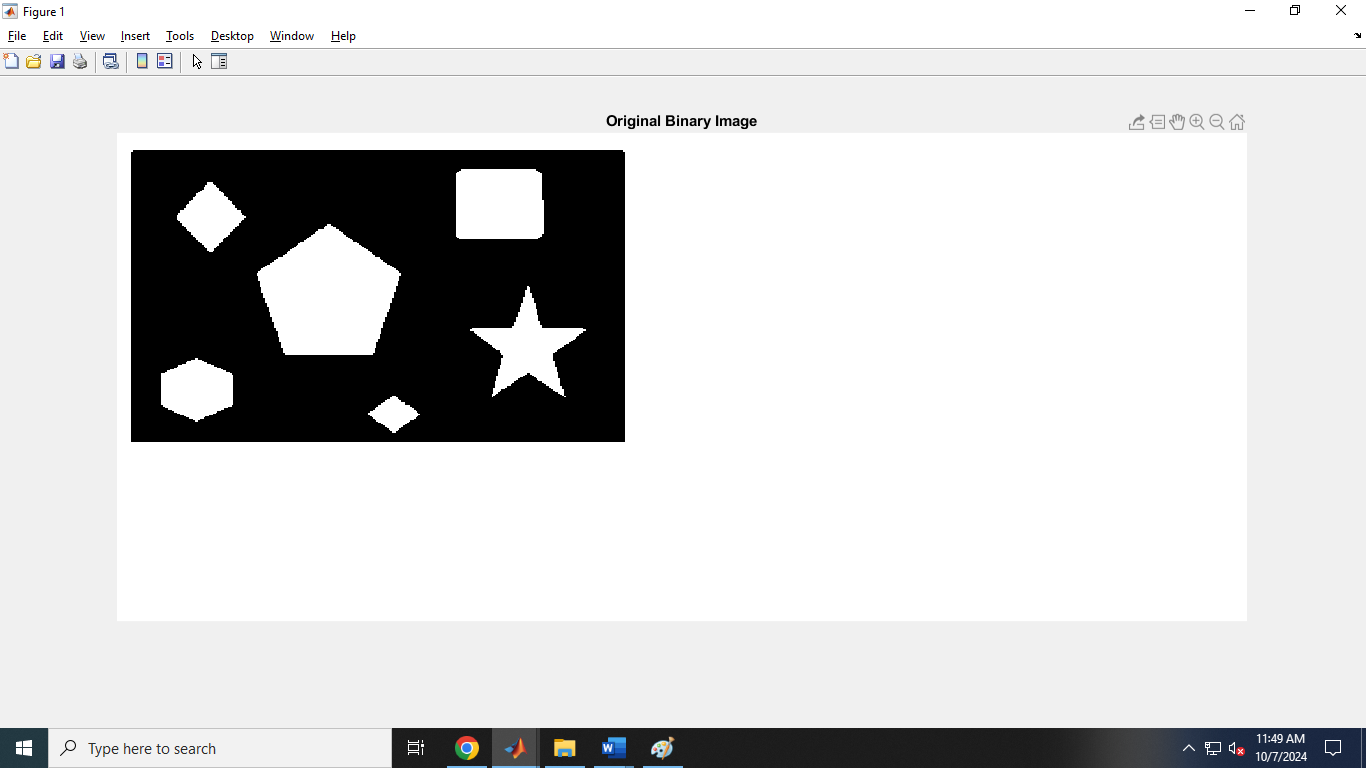 Figure 1
File Edit View Insert Tools Desktop Window Help
Original Binary Image
Type here to search
W
11:49 AM
10/7/2024